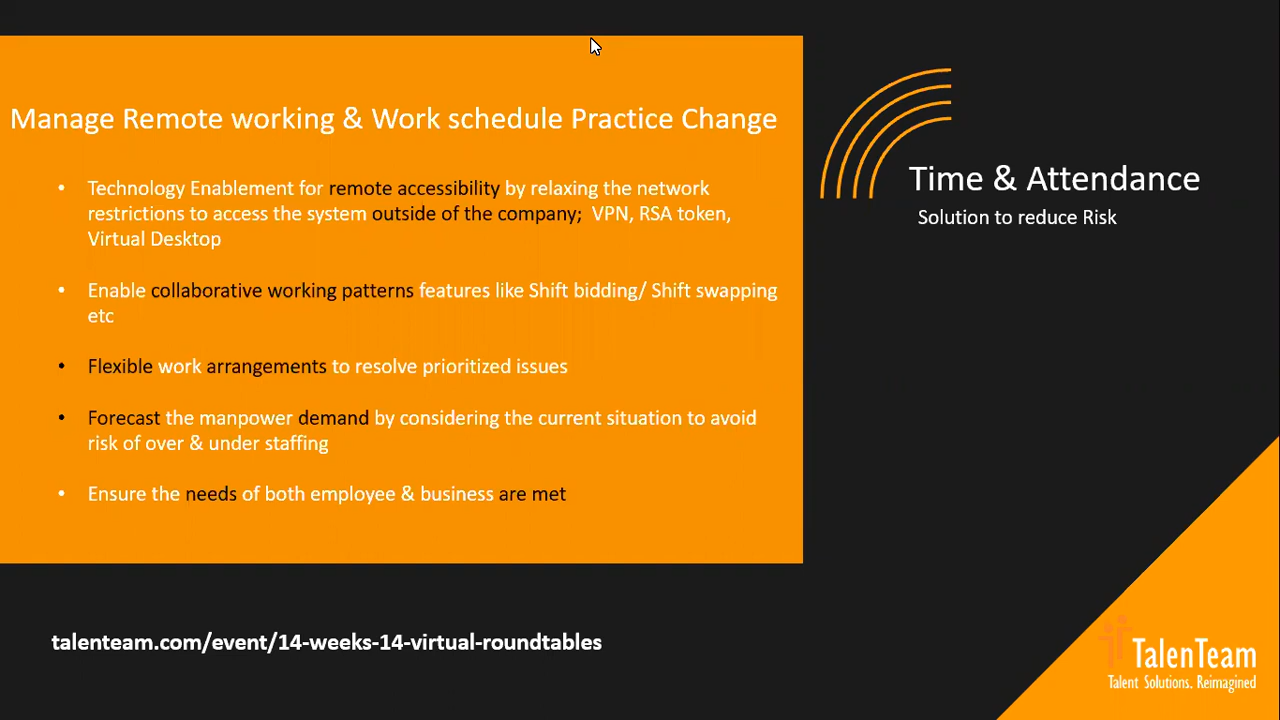 Manage Remote working & Work schedule Practice Change
• Technology Enablement for remote accessibility by relaxing the network
restrictions to access the system outside of the company; VPN, RSA token,
Virtual Desktop
• Enable collaborative working patterns features like Shift bidding/ Shift swapping
etc
• Flexible work arrangements to resolve prioritized issues
• Forecast the manpower demand by considering the current situation to avoid
risk of over & under staffing
• Ensure the needs of both employee & business are met
Time & Attendance
Solution to reduce Risk
talenteam.com/event/14-weeks-14-virtual-roundtables
TalenTeam
Talent Solutions, Reimagined